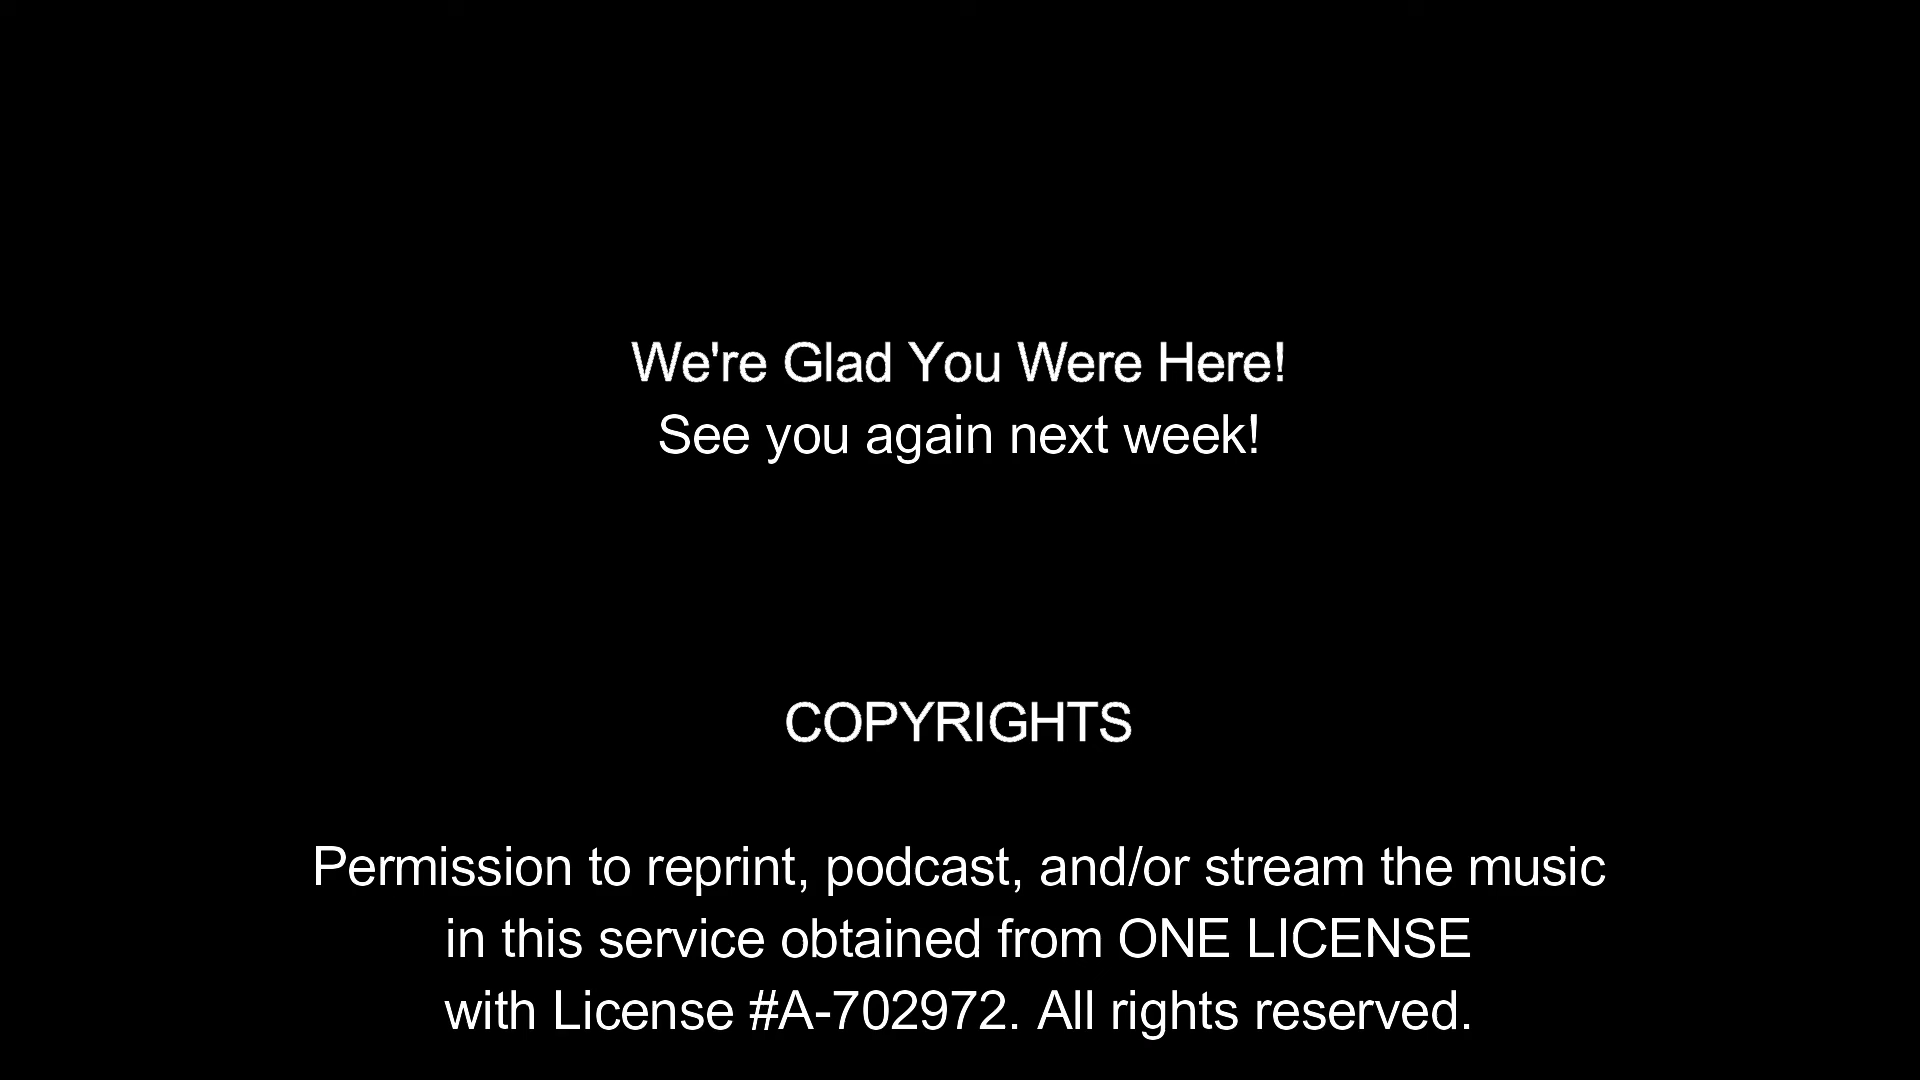 We're Glad You Were Here!
See you again next week!
COPYRIGHTS
Permission to reprint, podcast, and/or stream the music
in this service obtained from ONE LICENSE
with License #A-702972. All rights reserved.